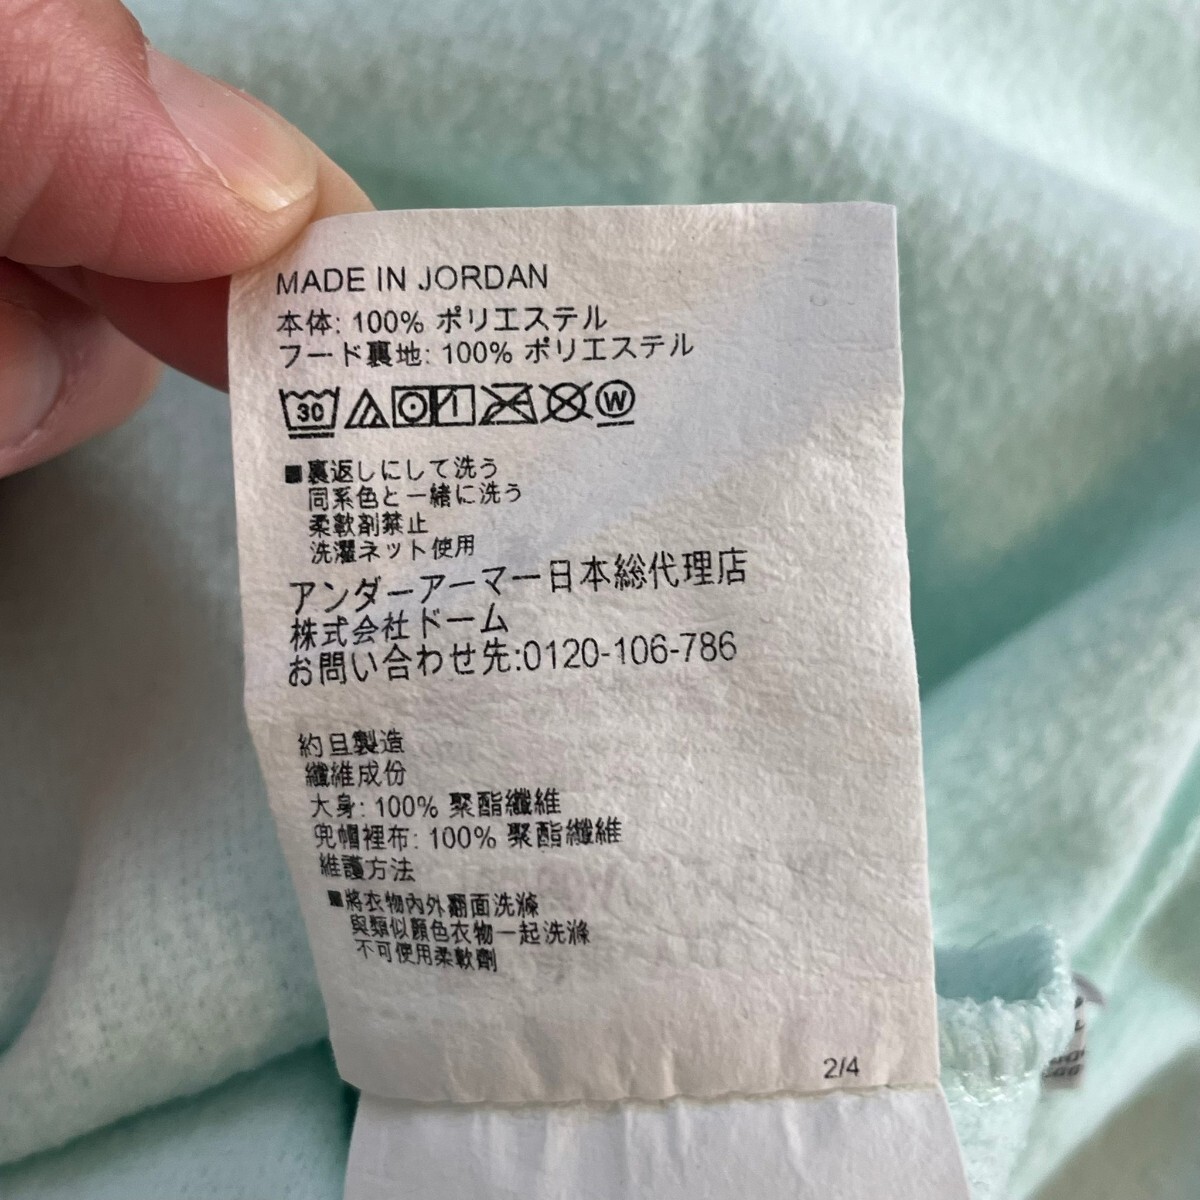 MADE IN JORDAN
本体: 100% ポリエステル
フード裏地: 100% ポリエステル
30 W
■裏返しにして洗う
同系色と一緒に洗う
柔軟剤禁止
洗濯ネット使用
アンダーアーマー日本総代理店
株式会社ドーム
お問い合わせ先:0120-106-786
約旦製造
纖維成份
大身: 100% 聚酯纖維
兜帽裡布: 100% 聚酯纖維
維護方法
■將衣物內外翻面洗滌
與類似顏色衣物一起洗滌
不可使用柔軟劑
2/4